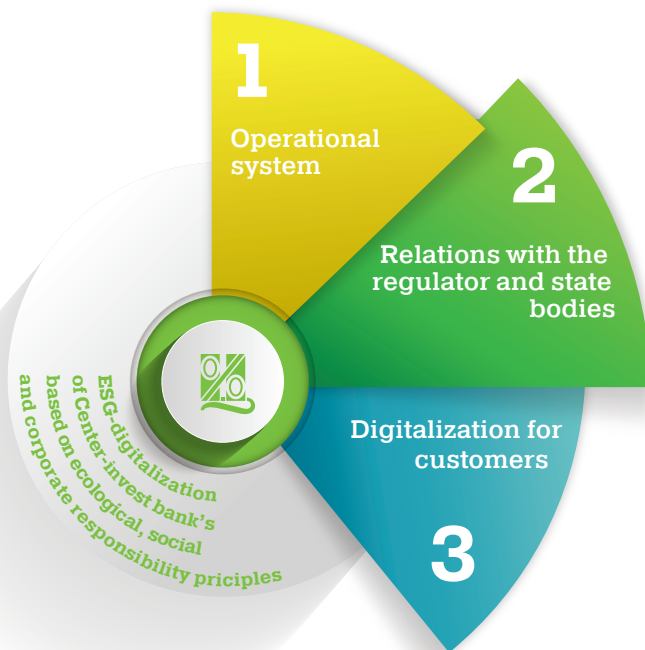 1
Operational
system
2
Relations with the
regulator and state
bodies
Digitalization for
customers
3
ESG-digitalization
of Center-invest bank's
based on ecological, social
and corporate responsibility priciples